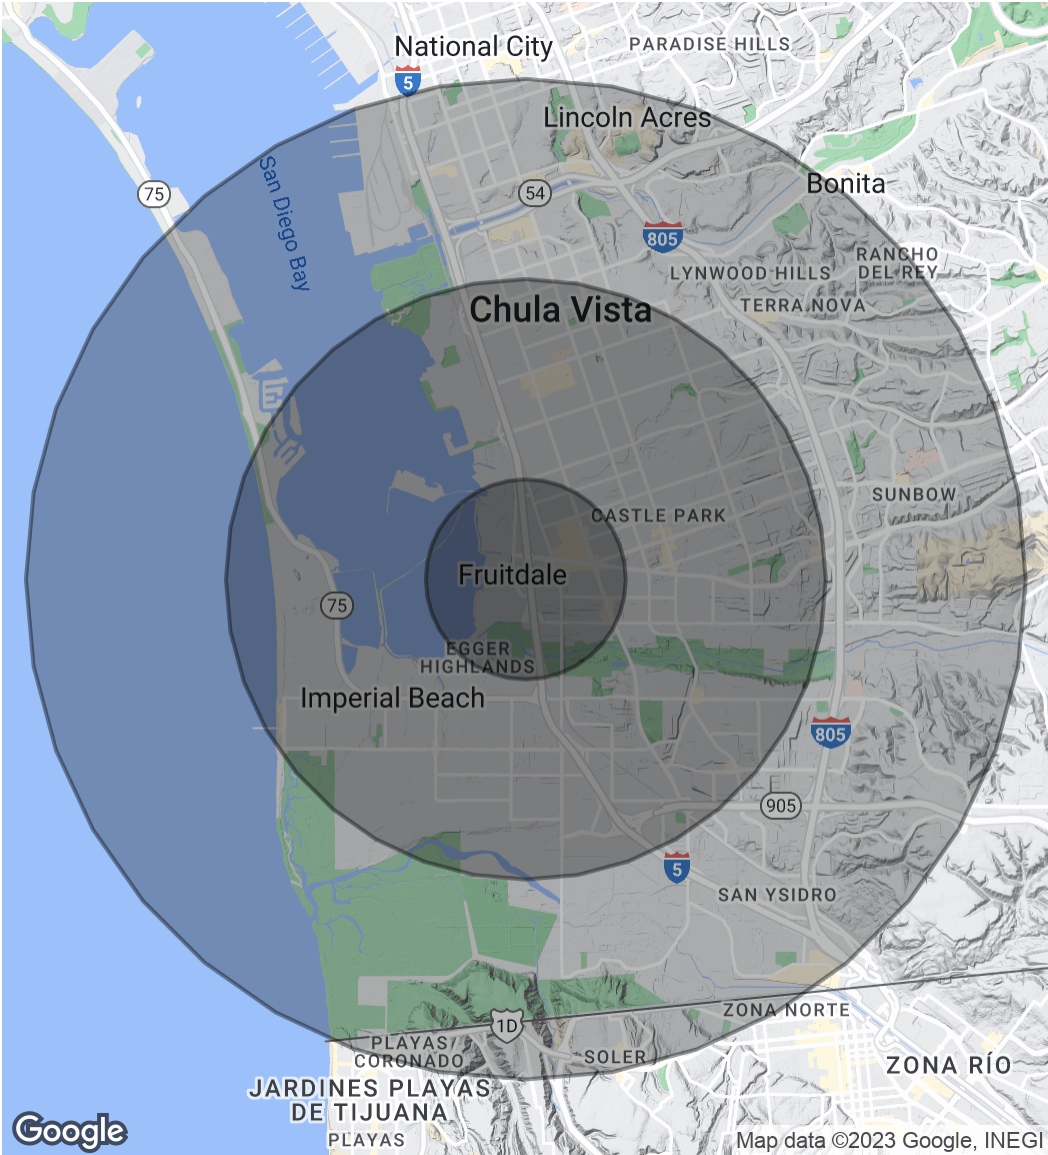 National City
PARADISE HILLS
5
Lincoln Acres
San Diego Bay
75
54
Bonita
805
RANCHO
DEL REY
LYNWOOD HILLS
Chula Vista
TERRA NOVA
SUNBOW
CASTLE PARK
Fruitdale
75
EGGER
HIGHLANDS
Imperial Beach
805
905
5
SAN YSIDRO
ZONA NORTE
1D
PLAYAS
CORONADO
SOLER
ZONA RÍO
JARDINES PLAYAS
DE TIJUANA
PLAYAS
Google
Map data ©2023 Google, INEGI